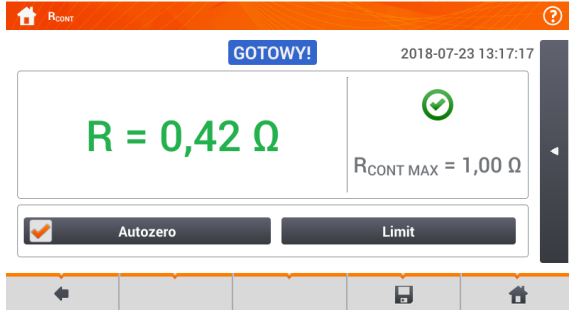 RCONT
GOTOWY! 2018-07-23 13:17:17
R = 0,42 Ω
RCONT MAX = 1,00 Ω
Autozero Limit